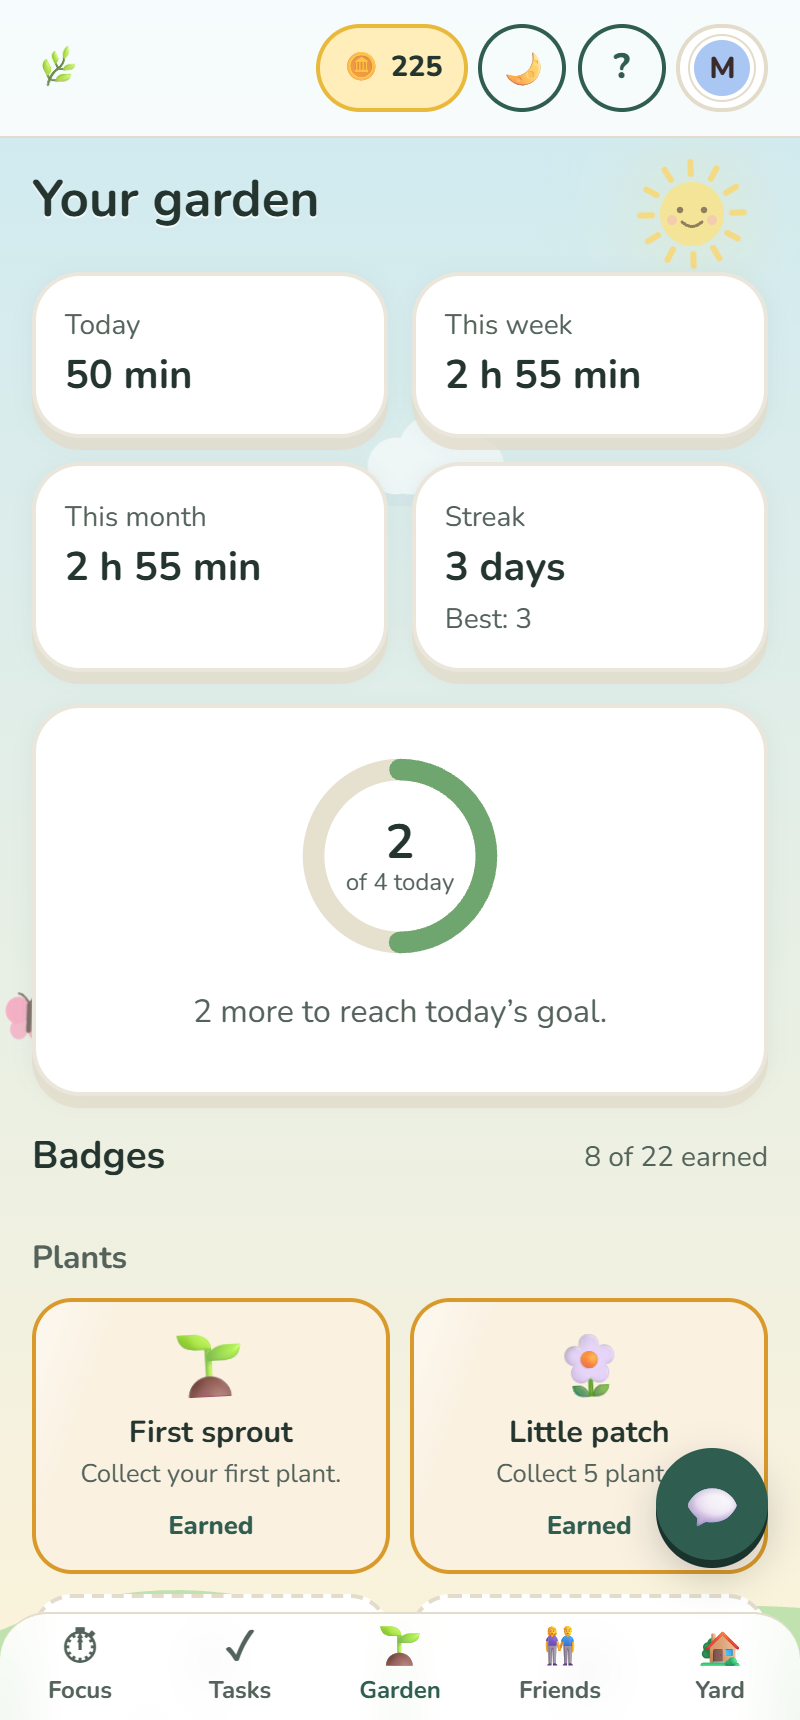 225
?
M
Your garden
Today
50 min
This week
2 h 55 min
This month
2 h 55 min
Streak
3 days
Best: 3
2
of 4 today
2 more to reach today’s goal.
Badges
8 of 22 earned
Plants
First sprout
Collect your first plant.
Earned
Little patch
Collect 5
Earned
Focus
Tasks
Garden
Friends
Yard